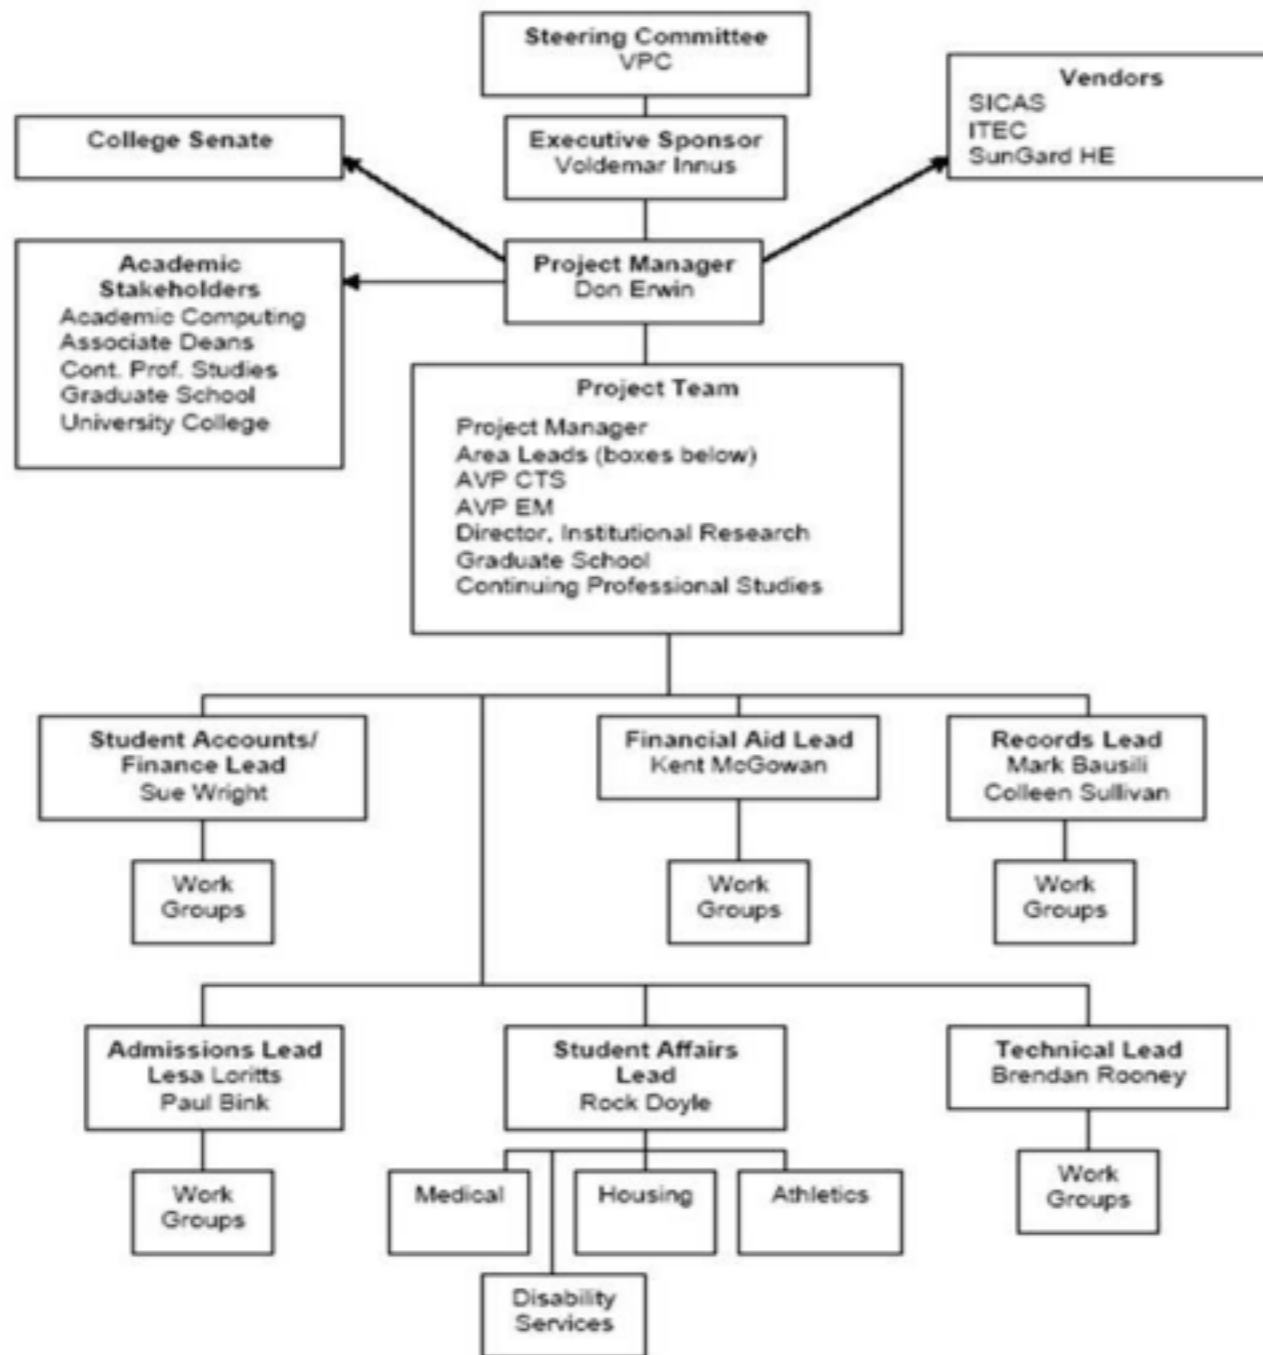 Steering Committee
VPC
Vendors
SICAS
ITEC
SunGard HE
College Senate
Executive Sponsor
Voldemar Innus
Academic
Stakeholders
Academic Computing
Associate Deans
Cont. Prof. Studies
Graduate School
University College
Project Manager
Don Erwin
Project Team
Project Manager
Area Leads (boxes below)
AVP CTS
AVP EM
Director, Institutional Research
Graduate School
Continuing Professional Studies
Student Accounts/
Finance Lead
Sue Wright
Financial Aid Lead
Kent McGowan
Records Lead
Mark Bausili
Colleen Sullivan
Work
Groups
Work
Groups
Work
Groups
Admissions Lead
Lesa Loritts
Paul Bink
Student Affairs
Lead
Rock Doyle
Technical Lead
Brendan Rooney
Work
Groups
Medical
Housing
Athletics
Work
Groups
Disability
Services